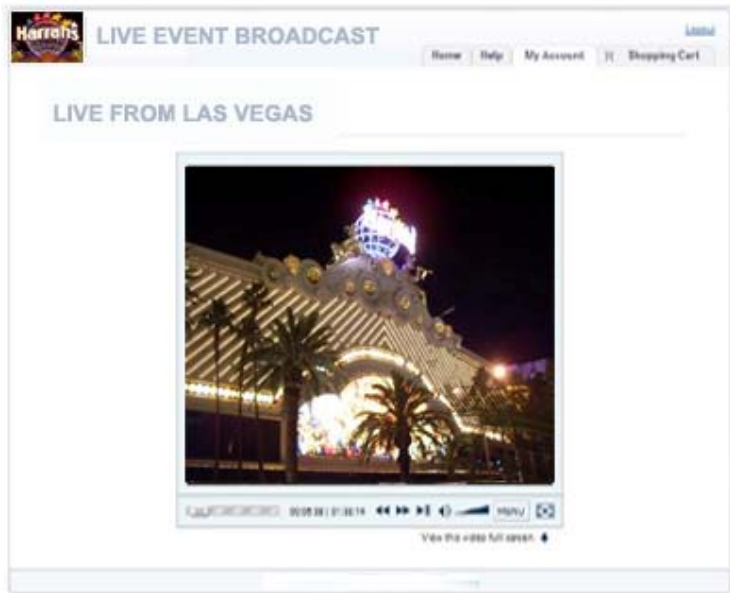 Harrah's
LIVE EVENT BROADCAST
Logout
Home Help My Account Shopping Cart
LIVE FROM LAS VEGAS
MENU
View this video full screen